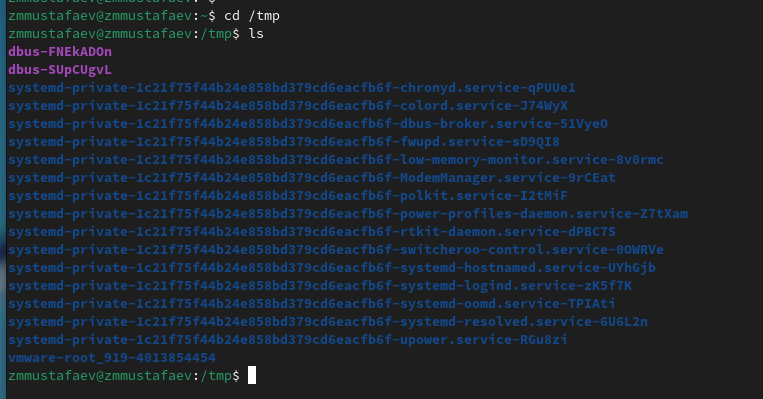 zmmustafaev@zmmustafaev:~$ cd /tmp
zmmustafaev@zmmustafaev:/tmp$ ls
dbus-FNEkADOn
dbus-SUpCUgvL
systemd-private-1c21f75f44b24e858bd379cd6eacfb6f-chronyd.service-qPUUe1
systemd-private-1c21f75f44b24e858bd379cd6eacfb6f-colord.service-J74WyX
systemd-private-1c21f75f44b24e858bd379cd6eacfb6f-dbus-broker.service-51VyeO
systemd-private-1c21f75f44b24e858bd379cd6eacfb6f-fwupd.service-sD9QI8
systemd-private-1c21f75f44b24e858bd379cd6eacfb6f-low-memory-monitor.service-8v0rmc
systemd-private-1c21f75f44b24e858bd379cd6eacfb6f-ModemManager.service-9rCEat
systemd-private-1c21f75f44b24e858bd379cd6eacfb6f-polkit.service-I2tMiF
systemd-private-1c21f75f44b24e858bd379cd6eacfb6f-power-profiles-daemon.service-Z7tXam
systemd-private-1c21f75f44b24e858bd379cd6eacfb6f-rtkit-daemon.service-dPBC7S
systemd-private-1c21f75f44b24e858bd379cd6eacfb6f-switcheroo-control.service-0OWRVe
systemd-private-1c21f75f44b24e858bd379cd6eacfb6f-systemd-hostnamed.service-UYhGjb
systemd-private-1c21f75f44b24e858bd379cd6eacfb6f-systemd-logind.service-zK5f7K
systemd-private-1c21f75f44b24e858bd379cd6eacfb6f-systemd-oomd.service-TPIAti
systemd-private-1c21f75f44b24e858bd379cd6eacfb6f-systemd-resolved.service-6U6L2n
systemd-private-1c21f75f44b24e858bd379cd6eacfb6f-upower.service-RGu8zi
vmware-root_919-4013854454
zmmustafaev@zmmustafaev:/tmp$